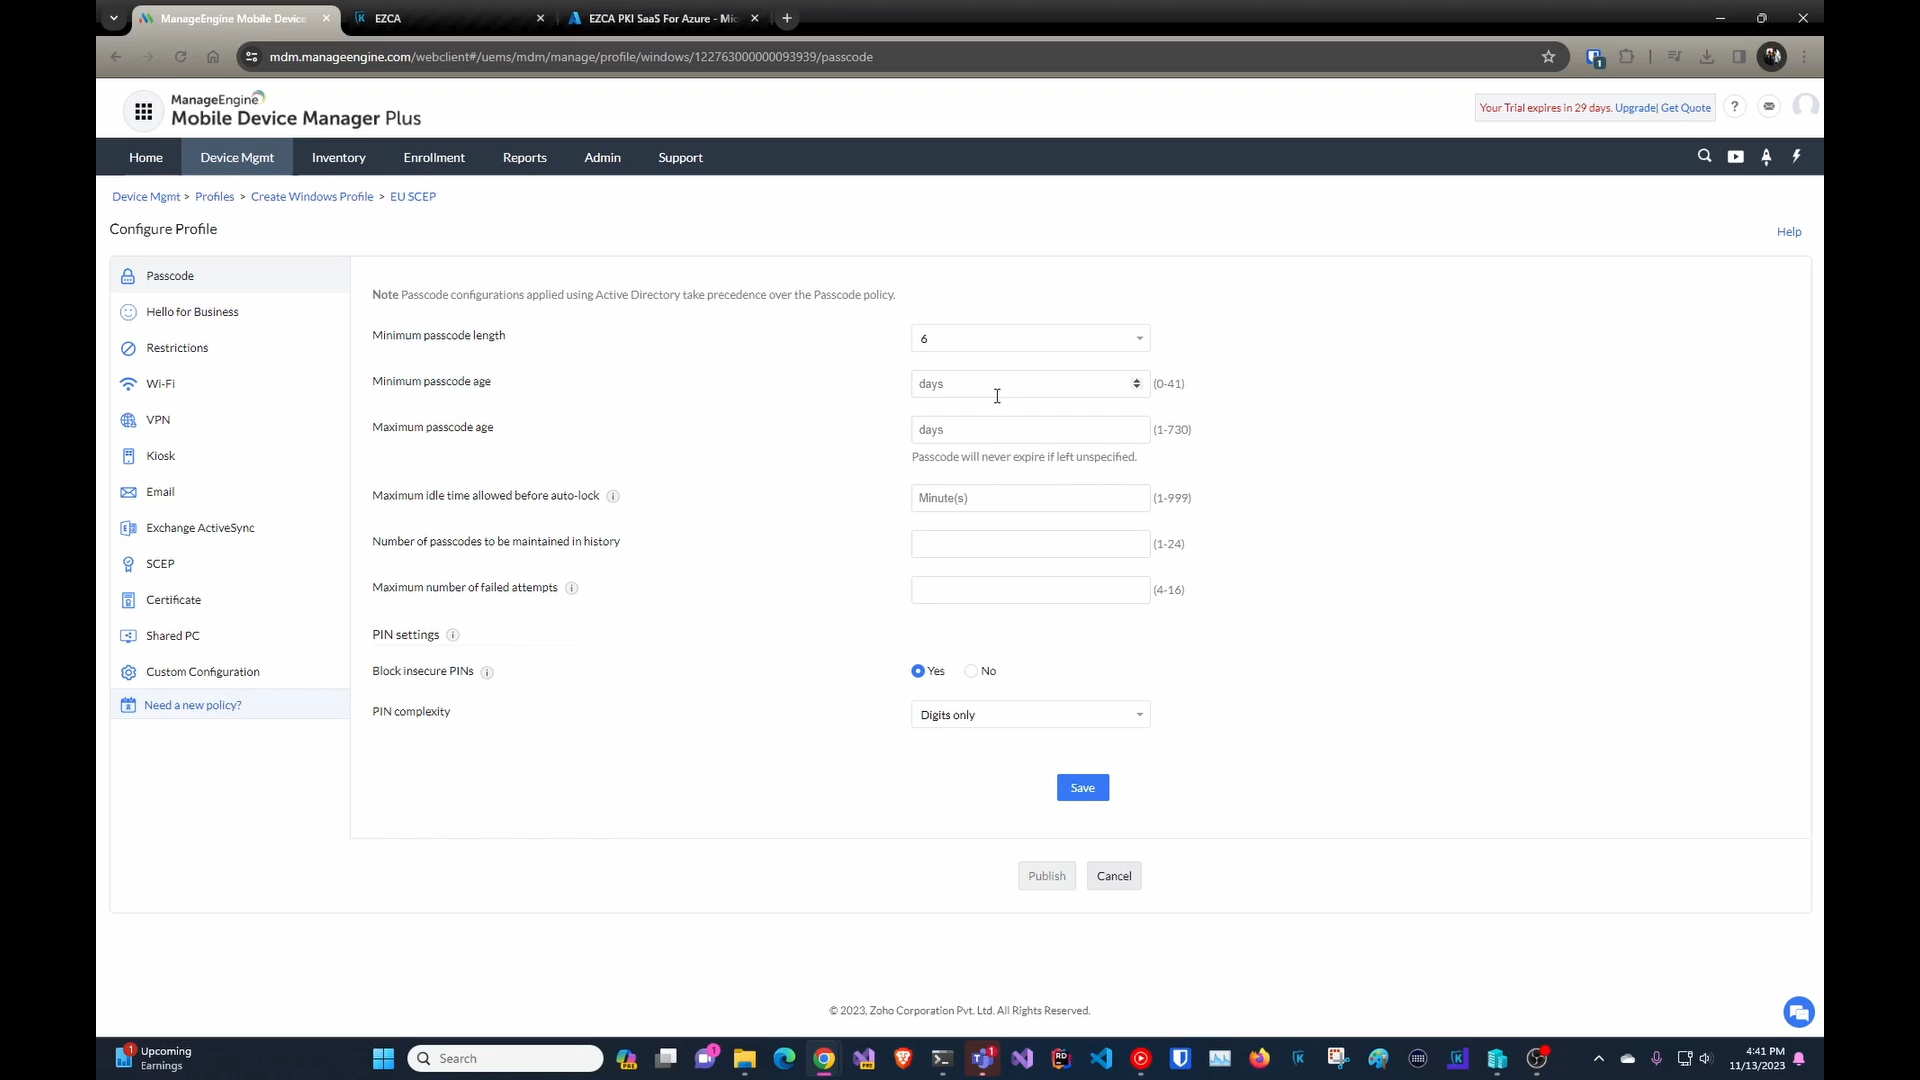 ManageEngine Mobile Device
EZCA
EZCA PKI SaaS For Azure - Mic
mdm.manageengine.com/webclient#/uems/mdm/manage/profile/windows/122763000000093939/passcode
1
ManageEngine
Mobile Device Manager Plus
Your Trial expires in 29 days. Upgrade| Get Quote
?
Home
Device Mgmt
Inventory
Enrollment
Reports
Admin
Support
Device Mgmt > Profiles > Create Windows Profile > EU SCEP
Configure Profile
Help
Passcode
Hello for Business
Restrictions
Wi-Fi
VPN
Kiosk
Email
Exchange ActiveSync
SCEP
Certificate
Shared PC
Custom Configuration
Need a new policy?
Note Passcode configurations applied using Active Directory take precedence over the Passcode policy.
Minimum passcode length
6
Minimum passcode age
days
(0-41)
Maximum passcode age
days
(1-730)
Passcode will never expire if left unspecified.
Maximum idle time allowed before auto-lock
Minute(s)
(1-999)
Number of passcodes to be maintained in history
(1-24)
Maximum number of failed attempts
(4-16)
PIN settings
Block insecure PINs
Yes
No
PIN complexity
Digits only
Save
Publish
Cancel
© 2023, Zoho Corporation Pvt. Ltd. All Rights Reserved.
1
Upcoming
Earnings
Search
4:41 PM
11/13/2023